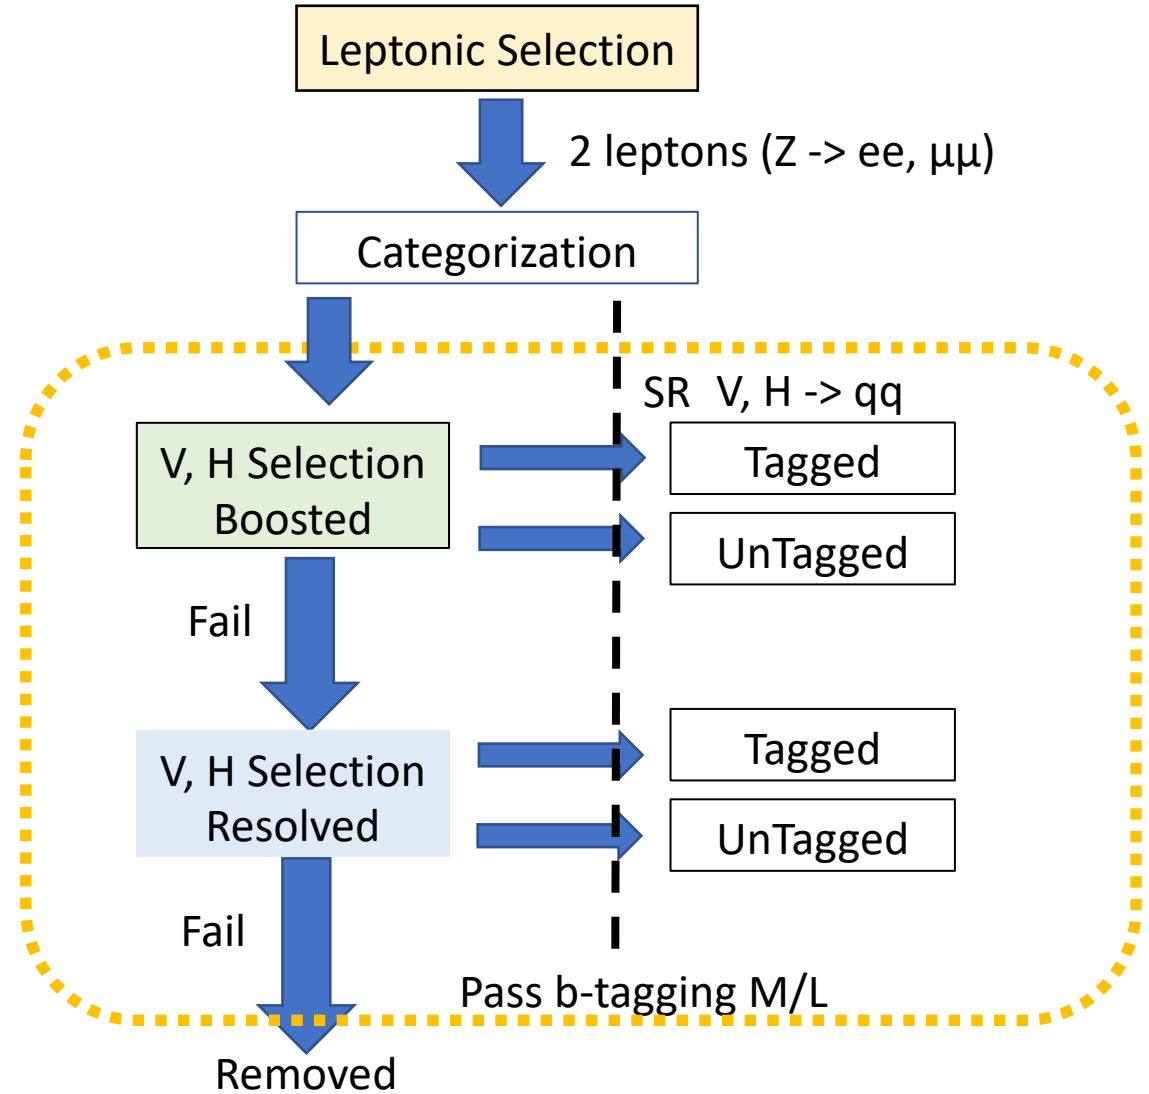 Leptonic Selection
2 leptons (Z -> ee, μμ)
Categorization
SR V, H -> qq
V, H Selection
Boosted
Tagged
UnTagged
Fail
V, H Selection
Resolved
Tagged
UnTagged
Fail
Pass b-tagging M/L
Removed